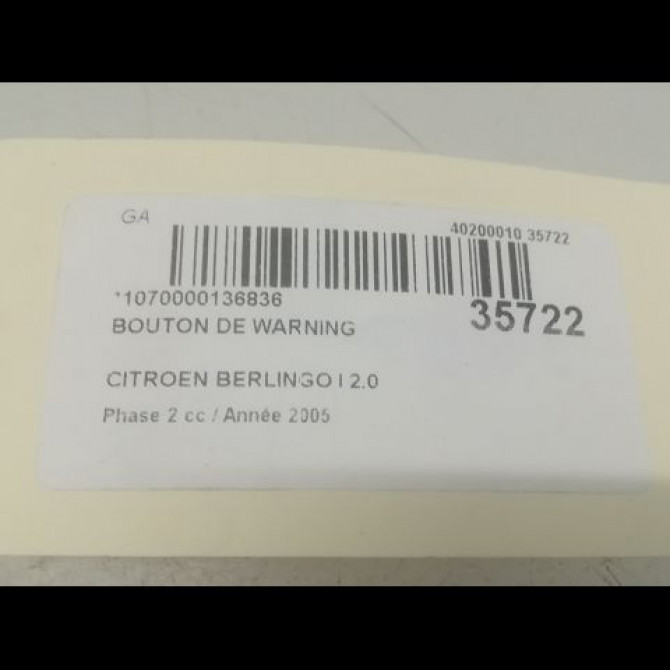 GA
40200010 35722
*1070000136836
35722
BOUTON DE WARNING
CITROEN BERLINGO I 2.0
Phase 2 cc / Année 2005